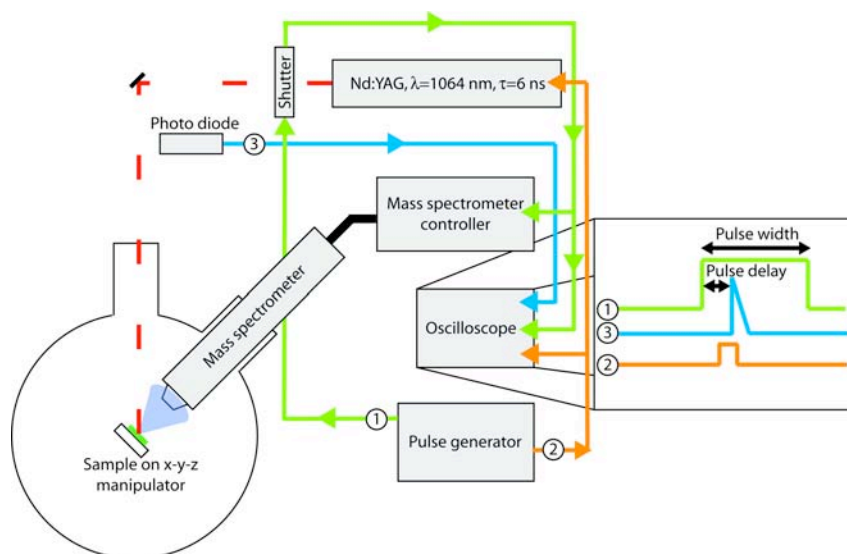 Shutter
Nd:YAG, λ=1064 nm, τ=6 ns
Photo diode
3
Mass spectrometer
controller
Mass spectrometer
Pulse width
Pulse delay
Oscilloscope
1
3
2
1
Pulse generator
2
Sample on x-y-z
manipulator